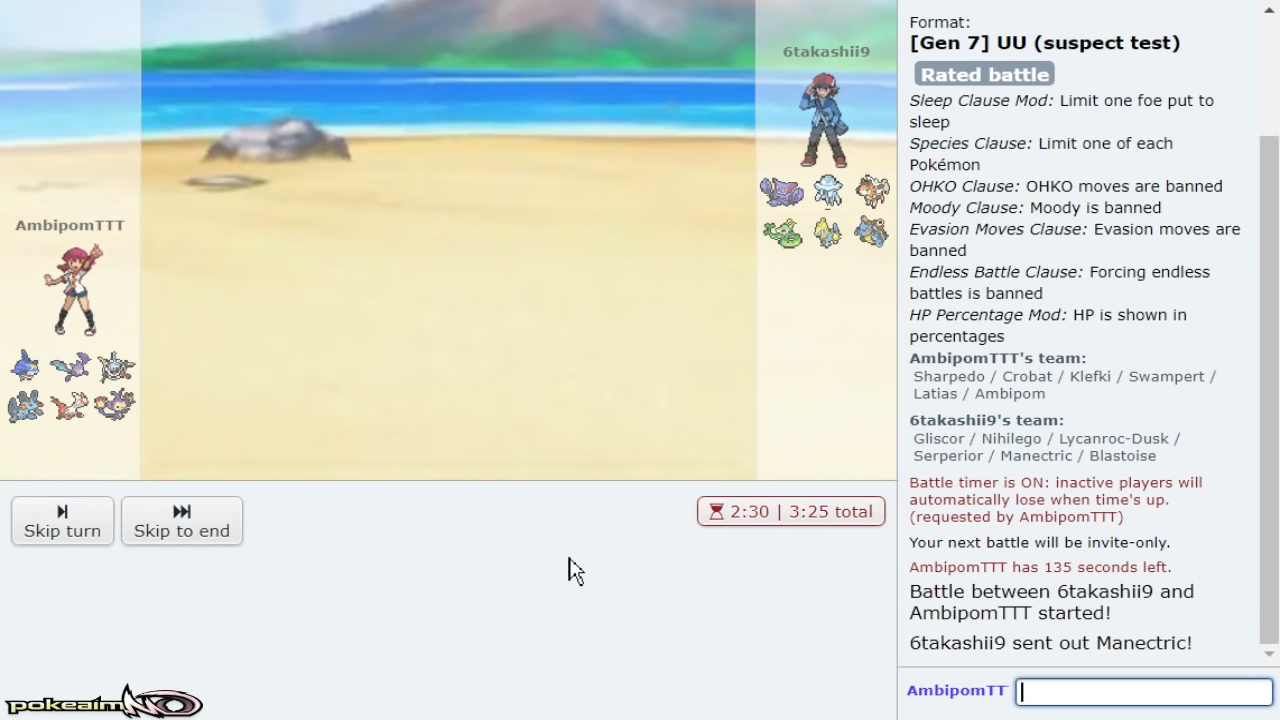 6takashii9
AmbipomTTT
Skip turn
Skip to end
2:30 | 3:25 total
pokeaimMD
Format:
[Gen 7] UU (suspect test)
Rated battle
Sleep Clause Mod: Limit one foe put to
sleep
Species Clause: Limit one of each
Pokémon
OHKO Clause: OHKO moves are banned
Moody Clause: Moody is banned
Evasion Moves Clause: Evasion moves are
banned
Endless Battle Clause: Forcing endless
battles is banned
HP Percentage Mod: HP is shown in
percentages
AmbipomTTT's team:
Sharpedo / Crobat / Klefki / Swampert /
Latias / Ambipom
6takashii9's team:
Gliscor / Nihilego / Lycanroc-Dusk /
Serperior / Manectric / Blastoise
Battle timer is ON: inactive players will
automatically lose when time's up.
(requested by AmbipomTTT)
Your next battle will be invite-only.
AmbipomTTT has 135 seconds left.
Battle between 6takashii9 and
AmbipomTTT started!
6takashii9 sent out Manectric!
AmbipomTT